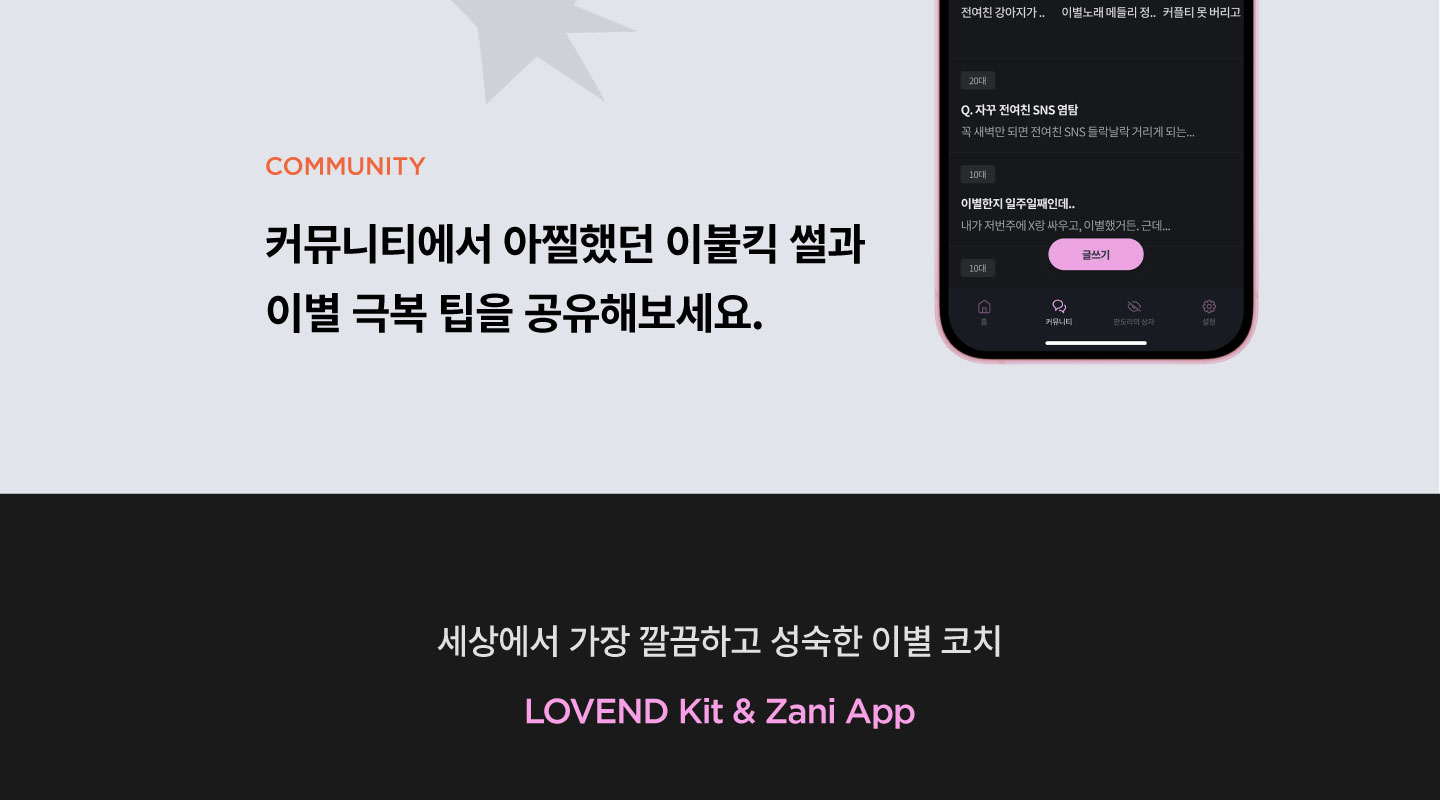 전여친 강아지가 ..
이별노래 메들리 정..
커플티 못 버리고
20대
Q. 자꾸 전여친 SNS 염탐
꼭 새벽만 되면 전여친 SNS 들락날락 거리게 되는...
10대
이별한지 일주일째인데..
내가 저번주에 X랑 싸우고, 이별했거든. 근데...
10대
글쓰기
홈
커뮤니티
판도라의 상자
설정
COMMUNITY
커뮤니티에서 아찔했던 이불킥 썰과
이별 극복 팁을 공유해보세요.
세상에서 가장 깔끔하고 성숙한 이별 코치
LOVEND Kit & Zani App